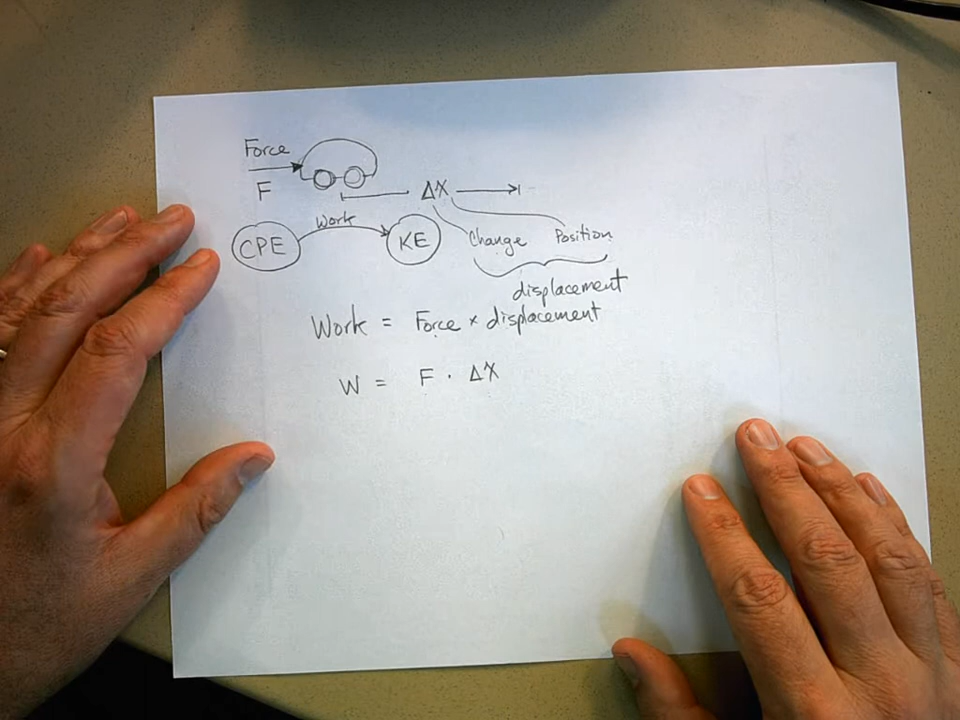 Force
F
ΔX
Work
CPE
KE
Change Position
displacement
Work = Force × displacement
W = F · ΔX